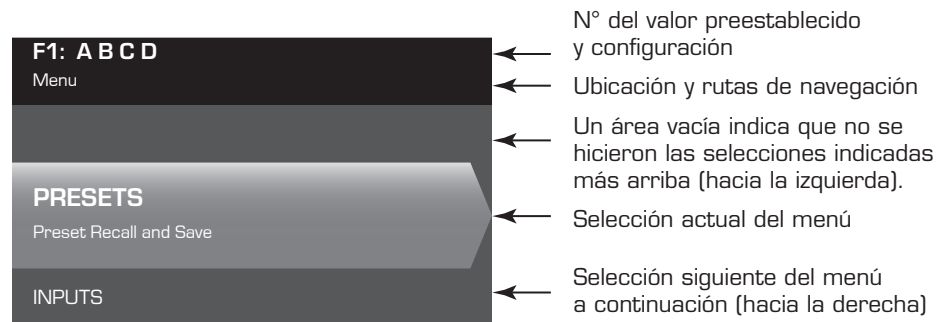 F1: A B C D
Menu
PRESETS
Preset Recall and Save
INPUTS
N° del valor preestablecido
y configuración
Ubicación y rutas de navegación
Un área vacía indica que no se
hicieron las selecciones indicadas
más arriba (hacia la izquierda).
Selección actual del menú
Selección siguiente del menú
a continuación (hacia la derecha)